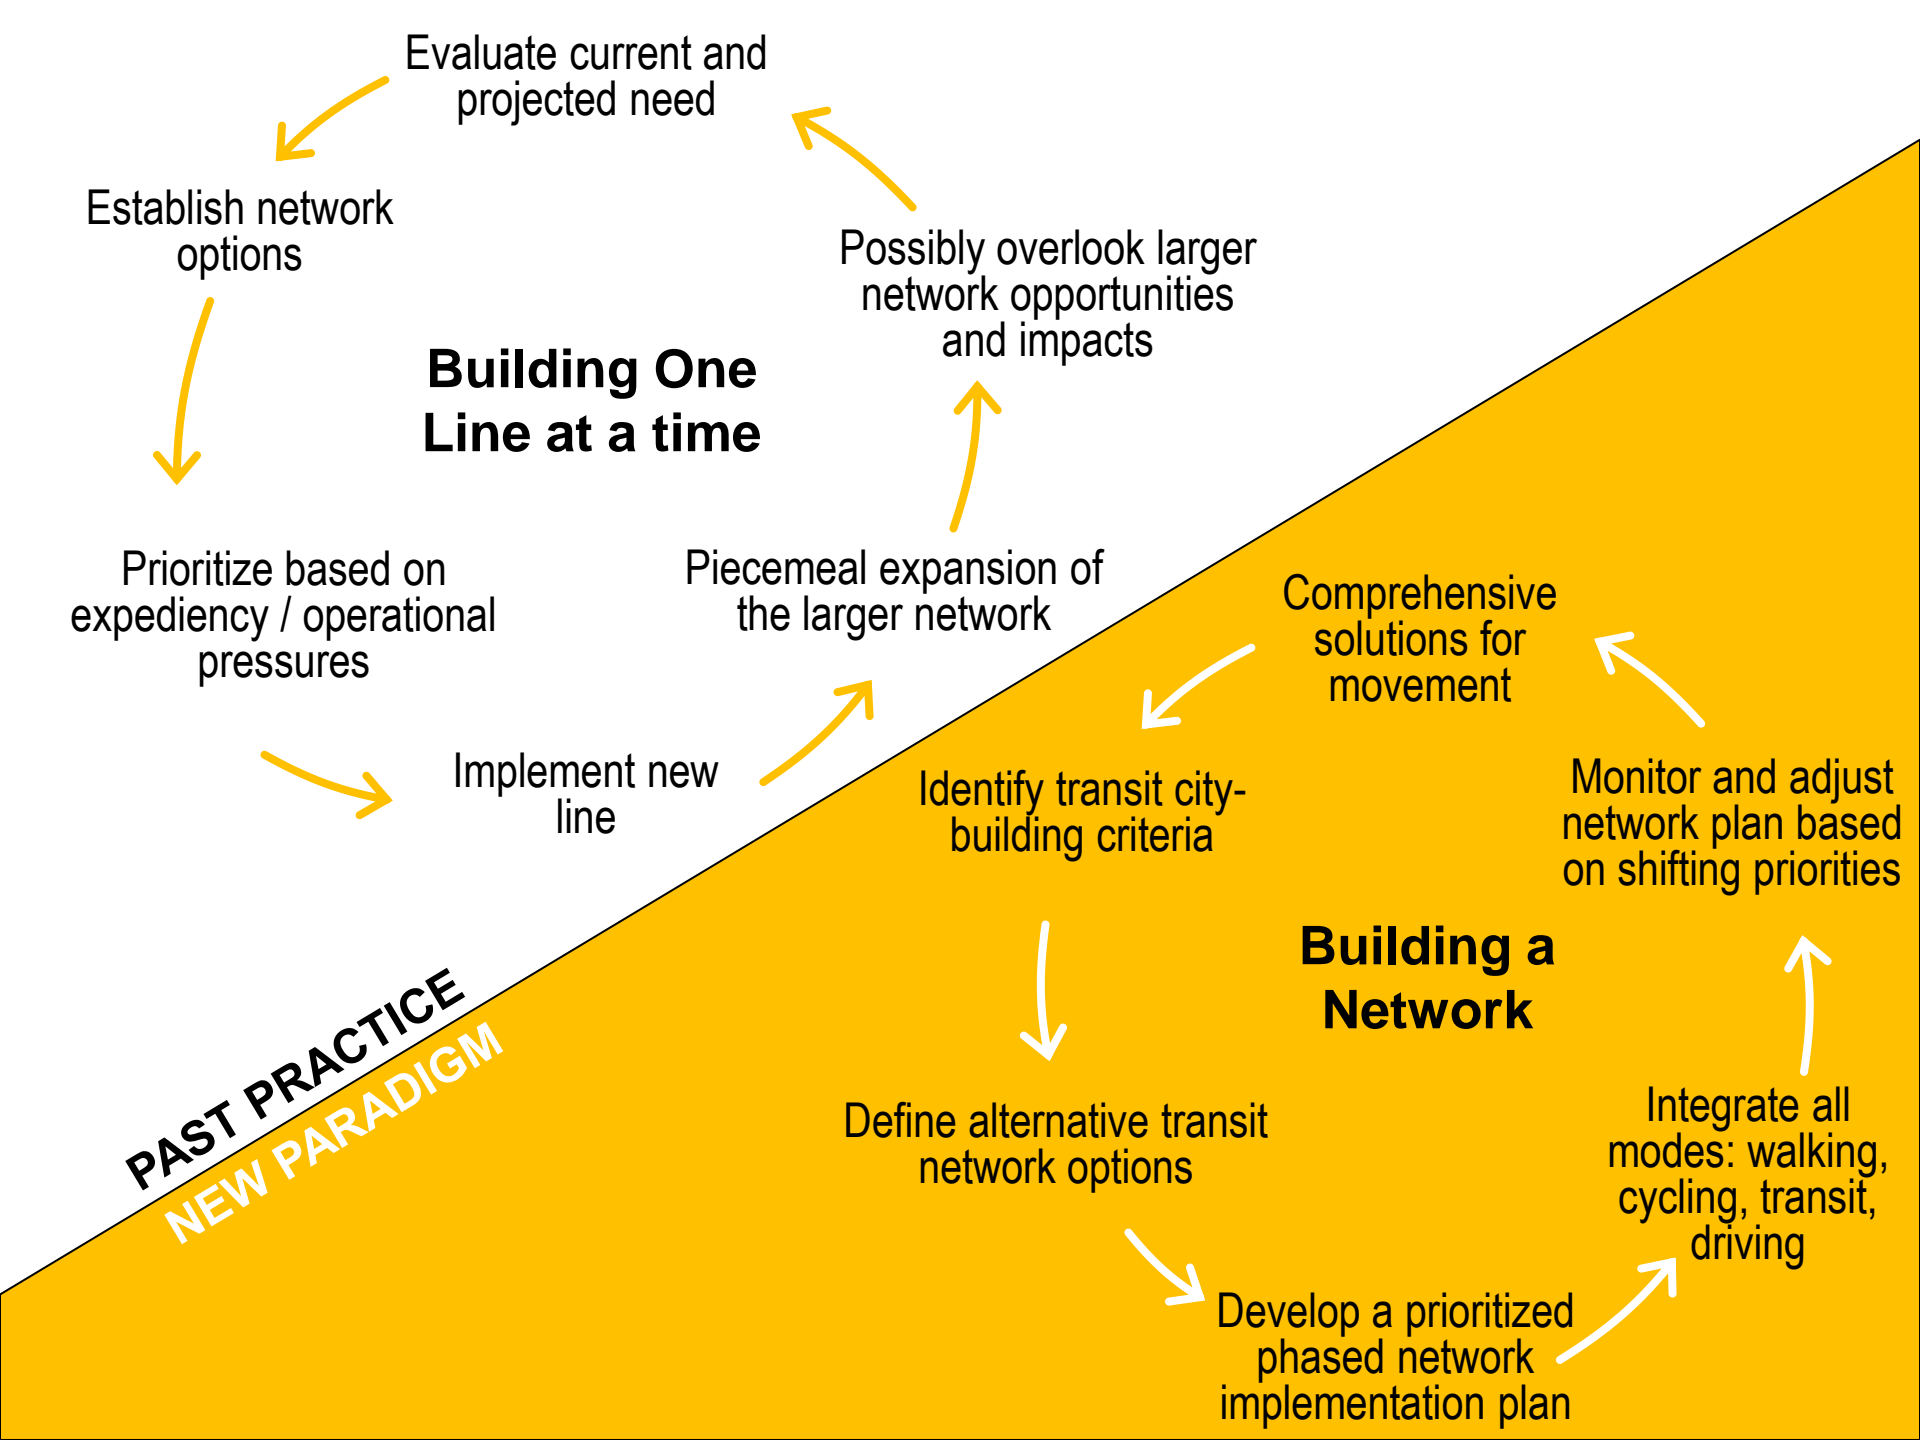 Evaluate current and
projected need
Establish network
options
Prioritize based on
expediency / operational
pressures
Implement new
line
Piecemeal expansion of
the larger network
Possibly overlook larger
network opportunities
and impacts
Building One
Line at a time
PAST PRACTICE
NEW PARADIGM
Comprehensive
solutions for
movement
Identify transit city-
building criteria
Define alternative transit
network options
Develop a prioritized
phased network
implementation plan
Integrate all
modes: walking,
cycling, transit,
driving
Monitor and adjust
network plan based
on shifting priorities
Building a
Network